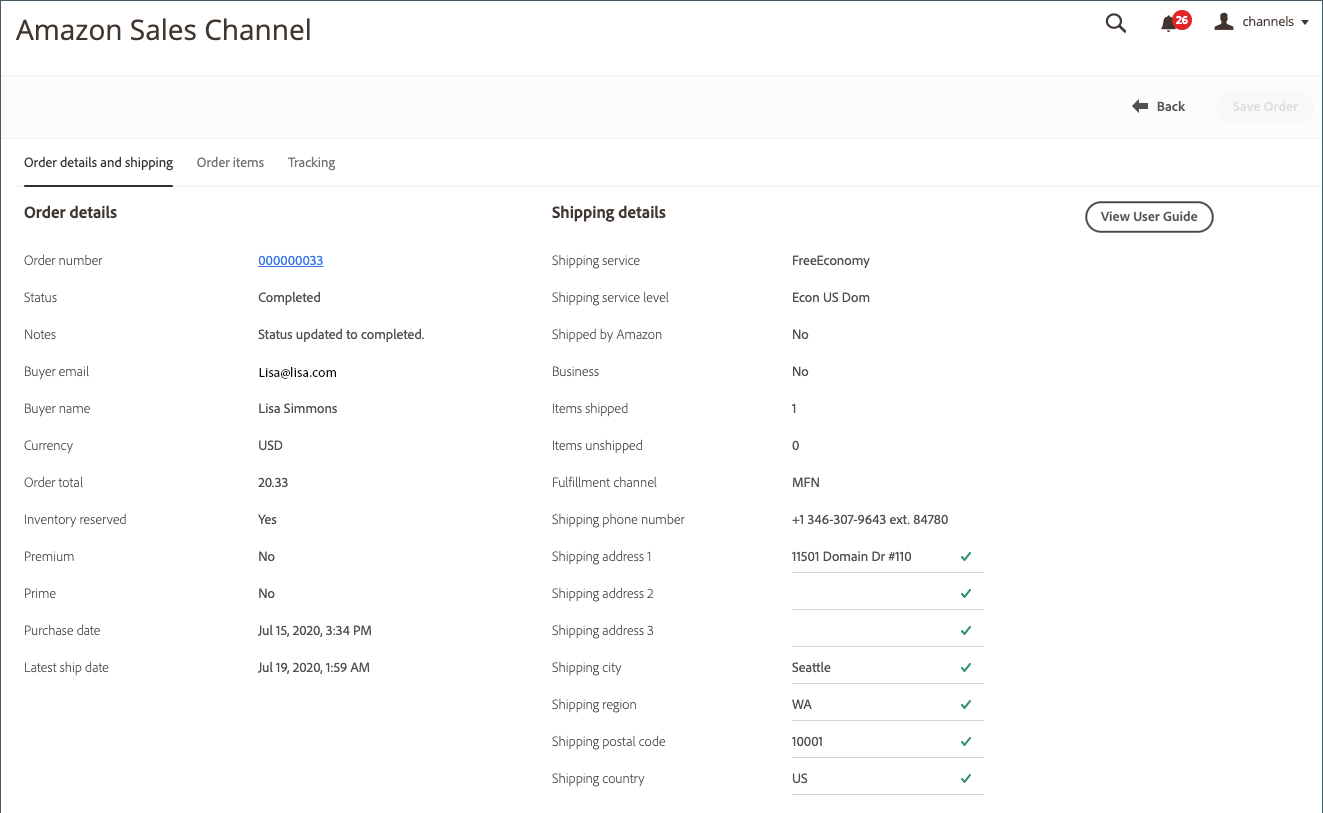 Amazon Sales Channel
26
channels
Back
Save Order
Order details and shipping Order items Tracking
Order details
Order number 000000033
Status Completed
Notes Status updated to completed.
Buyer email Lisa@lisa.com
Buyer name Lisa Simmons
Currency USD
Order total 20.33
Inventory reserved Yes
Premium No
Prime No
Purchase date Jul 15, 2020, 3:34 PM
Latest ship date Jul 19, 2020, 1:59 AM
Shipping details
Shipping service FreeEconomy
Shipping service level Econ US Dom
Shipped by Amazon No
Business No
Items shipped 1
Items unshipped 0
Fulfillment channel MFN
Shipping phone number +1 346-307-9643 ext. 84780
Shipping address 1 11501 Domain Dr #110
Shipping address 2
Shipping address 3
Shipping city Seattle
Shipping region WA
Shipping postal code 10001
Shipping country US
View User Guide